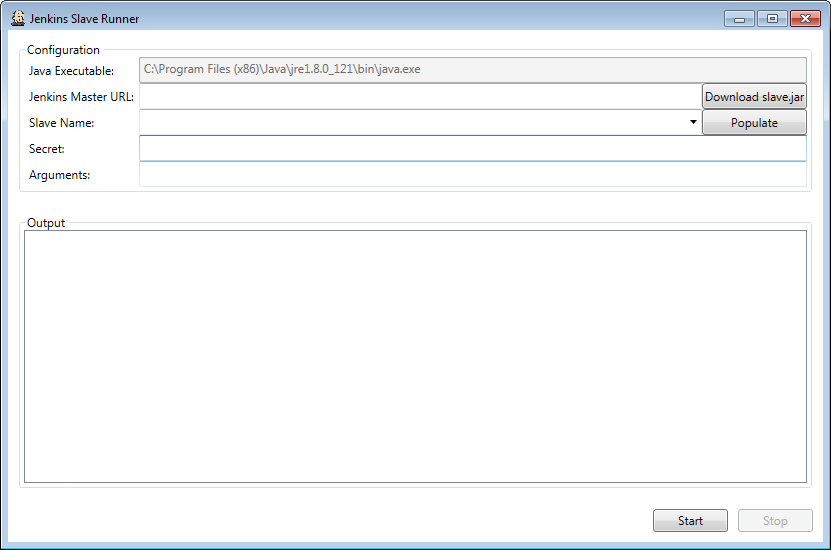 Jenkins Slave Runner
Configuration
Java Executable: C:\Program Files (x86)\Java\jre1.8.0_121\bin\java.exe
Jenkins Master URL: Download slave.jar
Slave Name: Populate
Secret:
Arguments:
Output
Start Stop